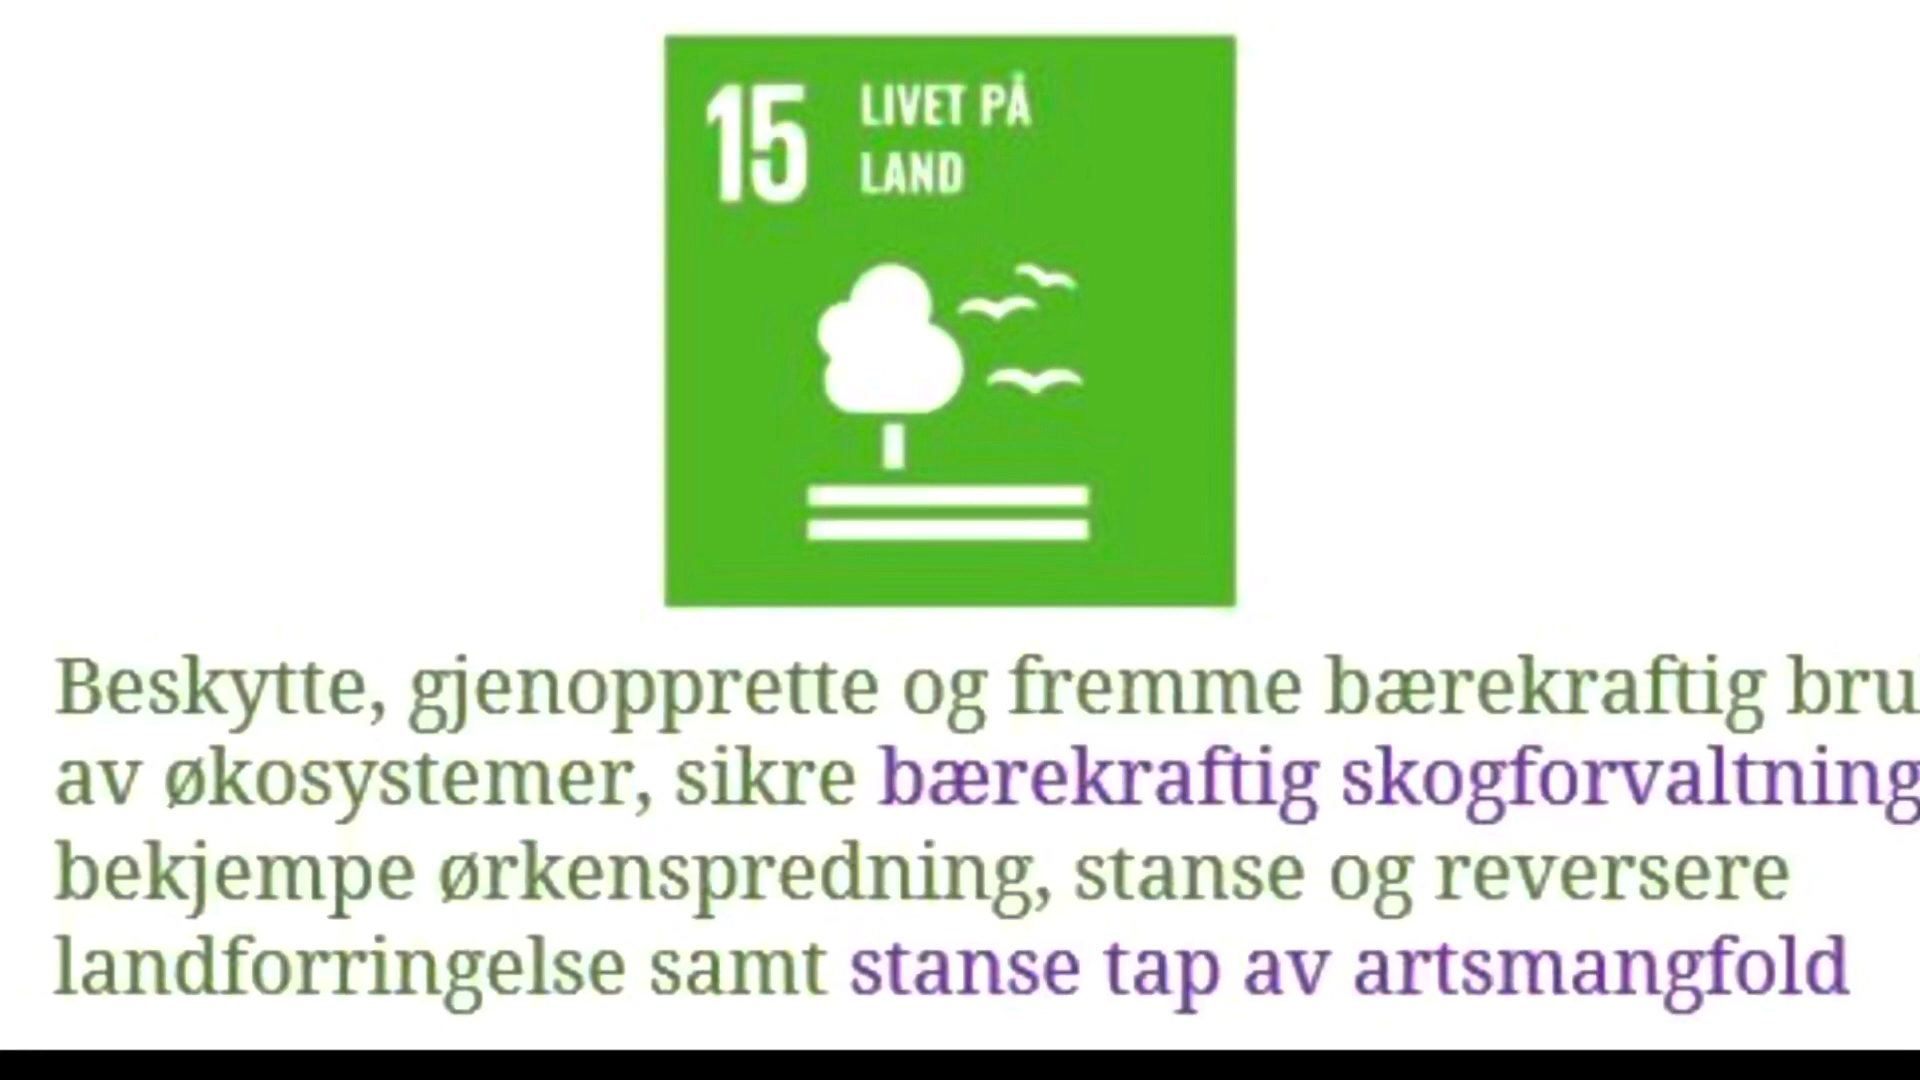 15 LIVET PÅ
LAND
Beskytte, gjenopprette og fremme bærekraftig
av økosystemer, sikre bærekraftig skogforvaltning
bekjempe ørkenspredning, stanse og reversere
landforringelse samt stanse tap av artsmangfold